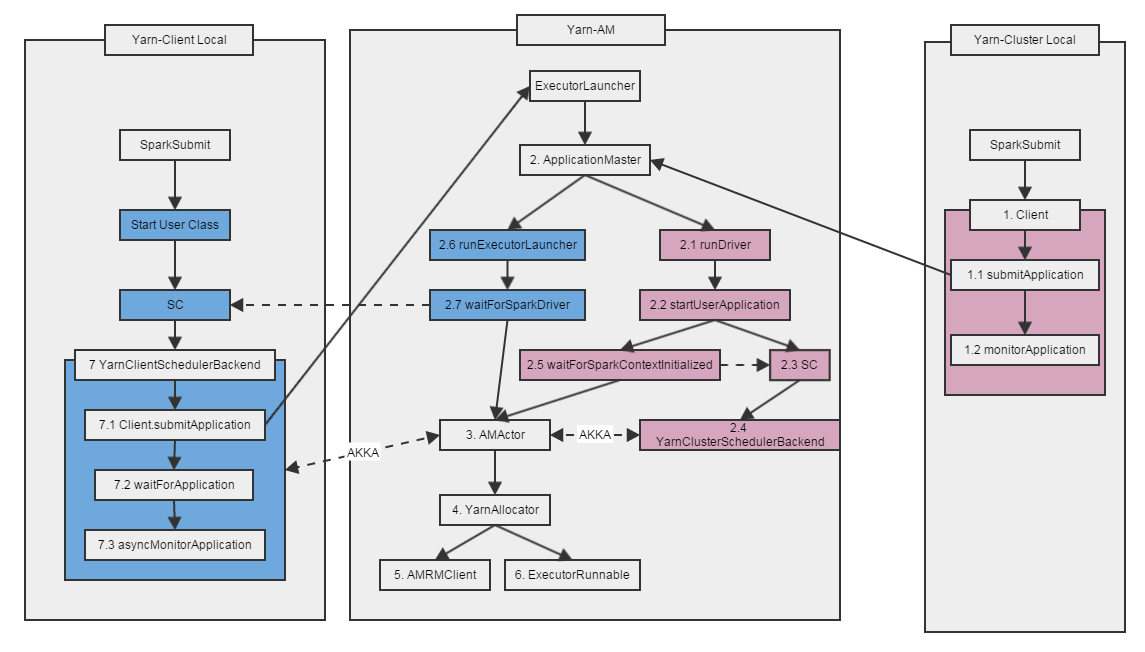 Yarn-Client Local
SparkSubmit
Start User Class
SC
7 YarnClientSchedulerBackend
7.1 Client.submitApplication
7.2 waitForApplication
7.3 asyncMonitorApplication
AKKA
Yarn-AM
ExecutorLauncher
2. ApplicationMaster
2.6 runExecutorLauncher
2.1 runDriver
2.7 waitForSparkDriver
2.2 startUserApplication
2.5 waitForSparkContextInitialized
2.3 SC
3. AMActor
AKKA
2.4
YarnClusterSchedulerBackend
4. YarnAllocator
5. AMRMClient
6. ExecutorRunnable
Yarn-Cluster Local
SparkSubmit
1. Client
1.1 submitApplication
1.2 monitorApplication